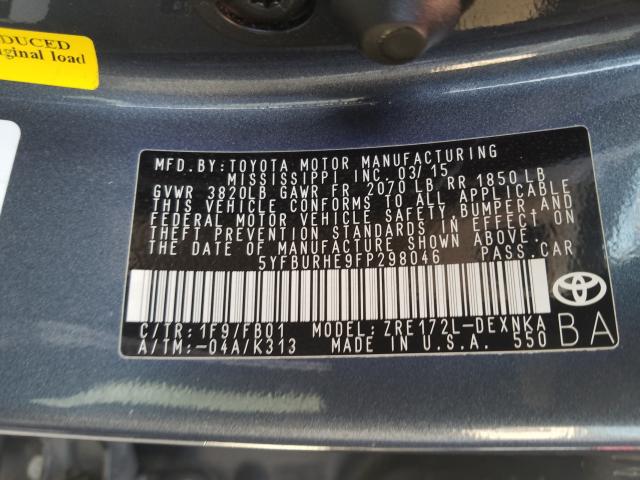 DUCED
ginal load
MFD.BY:TOYOTA MOTOR MANUFACTURING
MISSISSIPPI INC. 03/15
GVWR 3820LB GAWR FR 2070 LB RR 1850 LB
THIS VEHICLE CONFORMS TO ALL APPLICABLE
FEDERAL MOTOR VEHICLE SAFETY,BUMPER,AND
THEFT PREVENTION STANDARDS IN EFFECT ON
THE DATE OF MANUFACTURE SHOWN ABOVE.
5YFBURHE9FP298046 PASS.CAR
C/TR:1F9/FB01 MODEL:ZRE172L-DEXNKA
A/TM:-04A/K313 MADE IN U.S.A. 550
BA